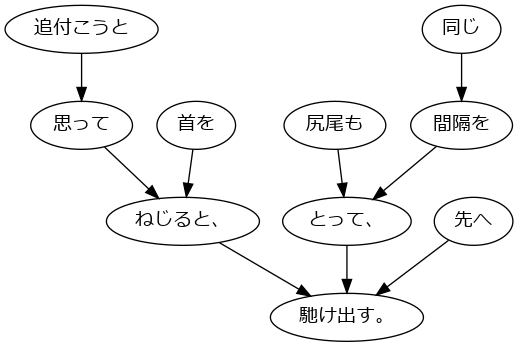 追付こうと
同じ
思って
首を
尻尾も
間隔を
ねじると、
とって、
先へ
馳け出す。